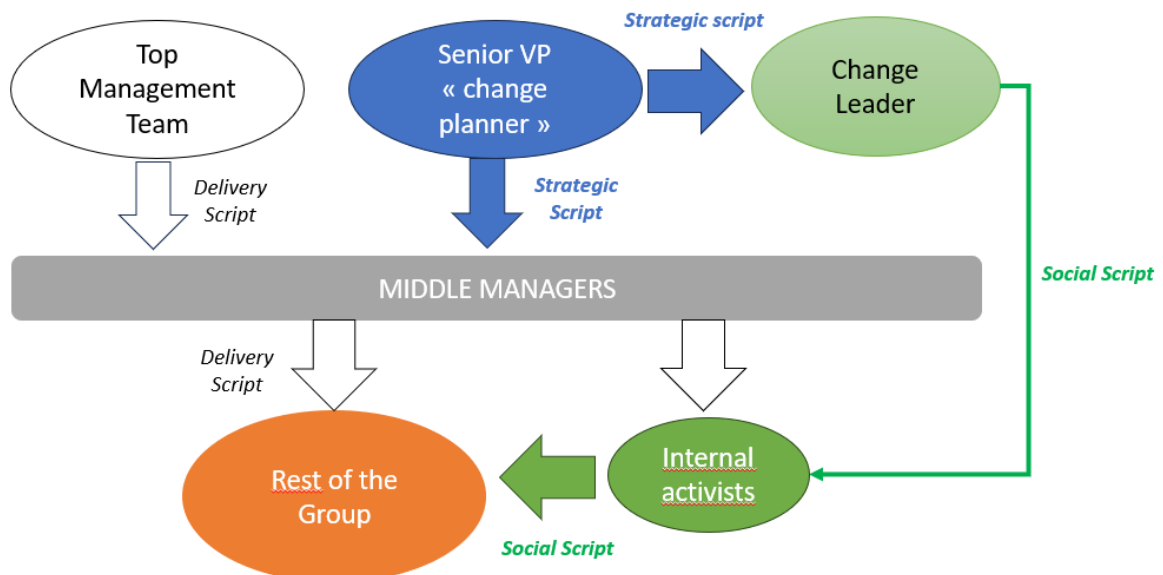 Top
Management
Team
Senior VP
« change
planner »
Strategic script
Change
Leader
Delivery
Script
Strategic
Script
MIDDLE MANAGERS
Social Script
Delivery
Script
Rest of the
Group
Internal
activists
Social Script